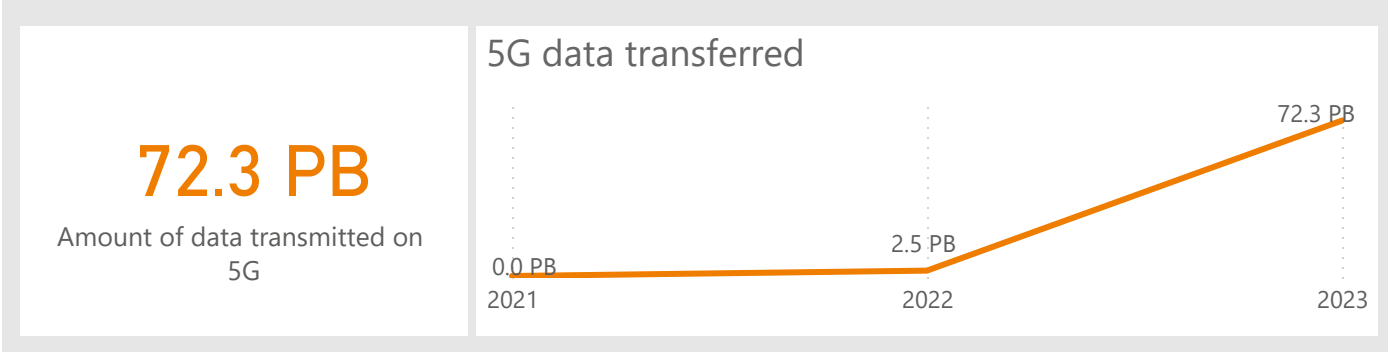 72.3 PB
Amount of data transmitted on
5G
5G data transferred
72.3 PB
2.5 PB
0.0 PB
2021
2022
2023